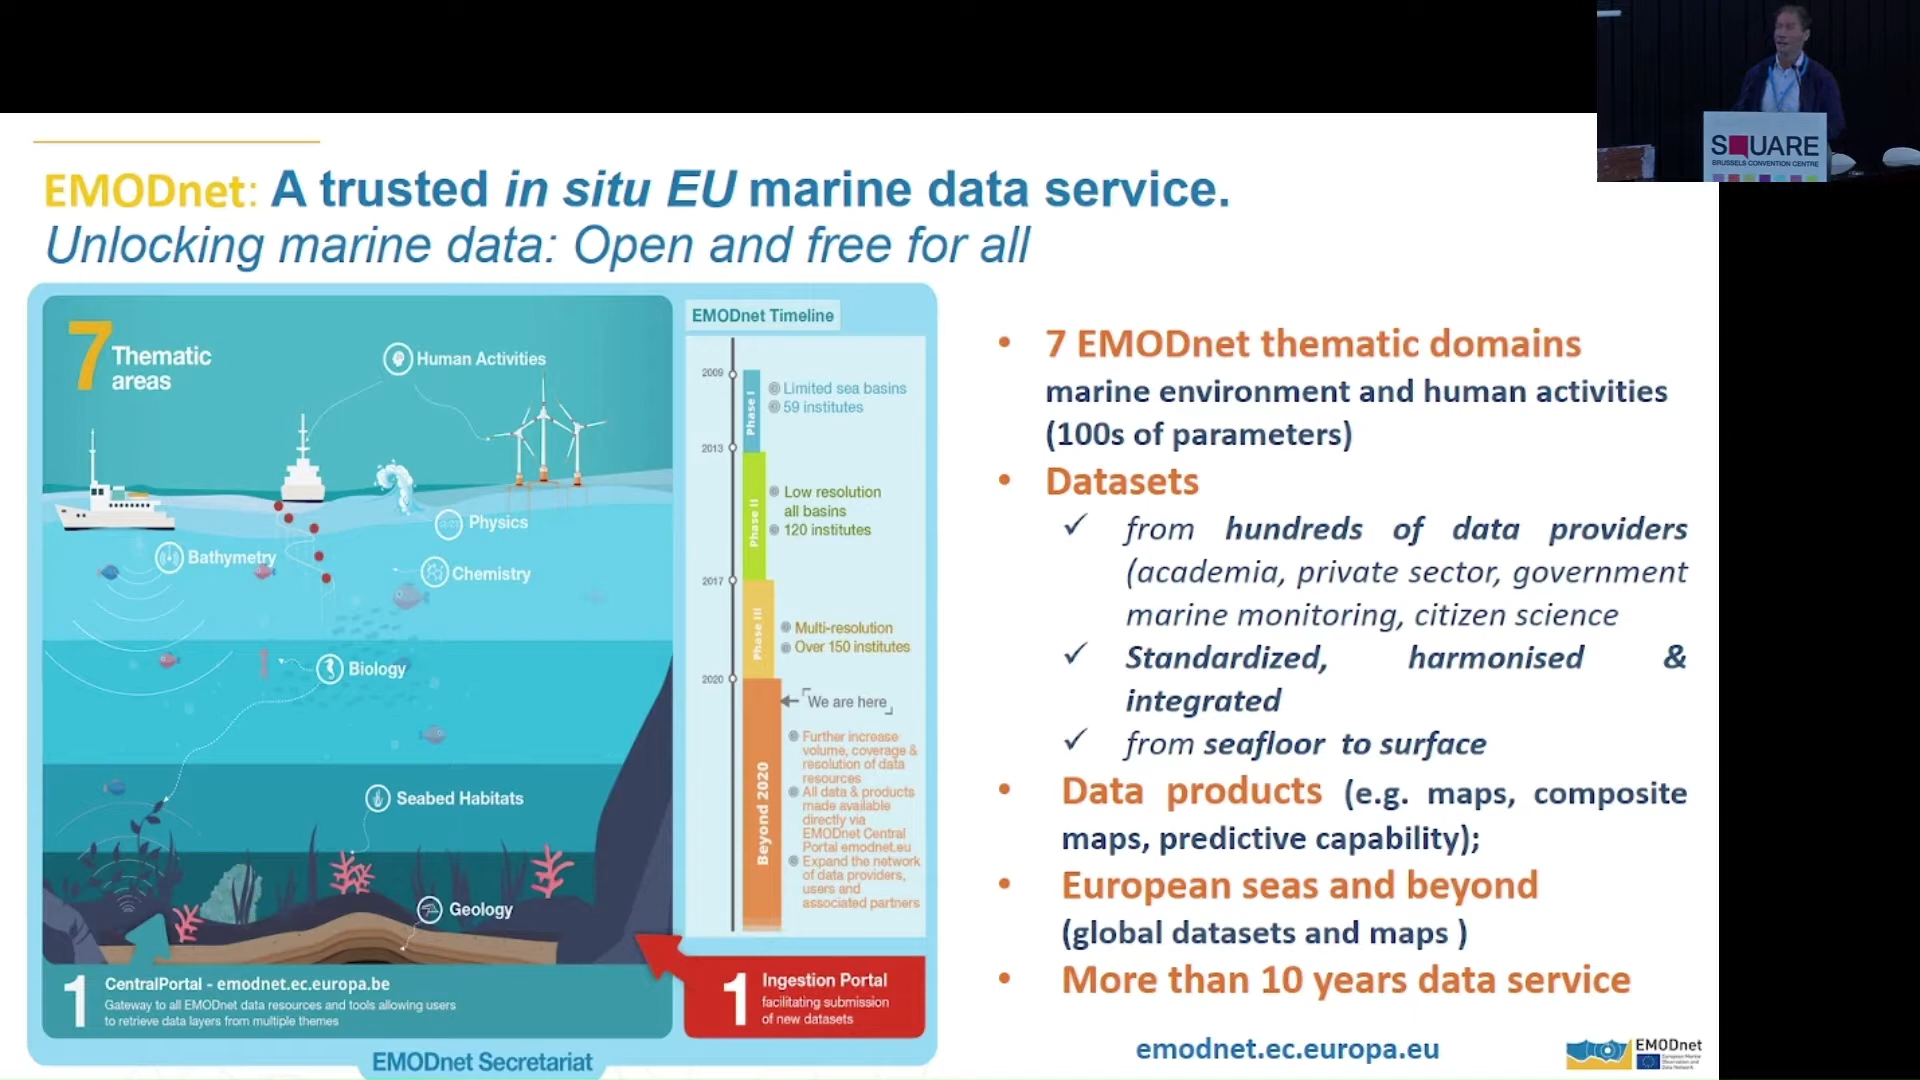 SQUARE
BRUSSELS CONVENTION CENTRE
EMODnet: A trusted in situ EU marine data service.
Unlocking marine data: Open and free for all
7 Thematic
areas
Human Activities
Physics
Bathymetry
Chemistry
Biology
Seabed Habitats
Geology
1
CentralPortal - emodnet.ec.europa.be
Gateway to all EMODnet data resources and tools allowing users
to retrieve data layers from multiple themes
EMODnet Timeline
2009
Phase I
Limited sea basins
59 institutes
2013
Phase II
Low resolution
all basins
120 institutes
2017
Phase III
Multi-resolution
Over 150 institutes
2020
We are here
Beyond 2020
Further increase
volume, coverage &
resolution of data
resources
All data & products
made available
directly via
EMODnet Central
Portal emodnet.eu
Expand the network
of data providers,
users and
associated partners
1
Ingestion Portal
facilitating submission
of new datasets
EMODnet Secretariat
• 7 EMODnet thematic domains
marine environment and human activities
(100s of parameters)
• Datasets
✓ from hundreds of data providers
(academia, private sector, government
marine monitoring, citizen science
✓ Standardized, harmonised &
integrated
✓ from seafloor to surface
• Data products (e.g. maps, composite
maps, predictive capability);
• European seas and beyond
(global datasets and maps )
• More than 10 years data service
emodnet.ec.europa.eu
EMODnet
European Marine
Observation and
Data Network